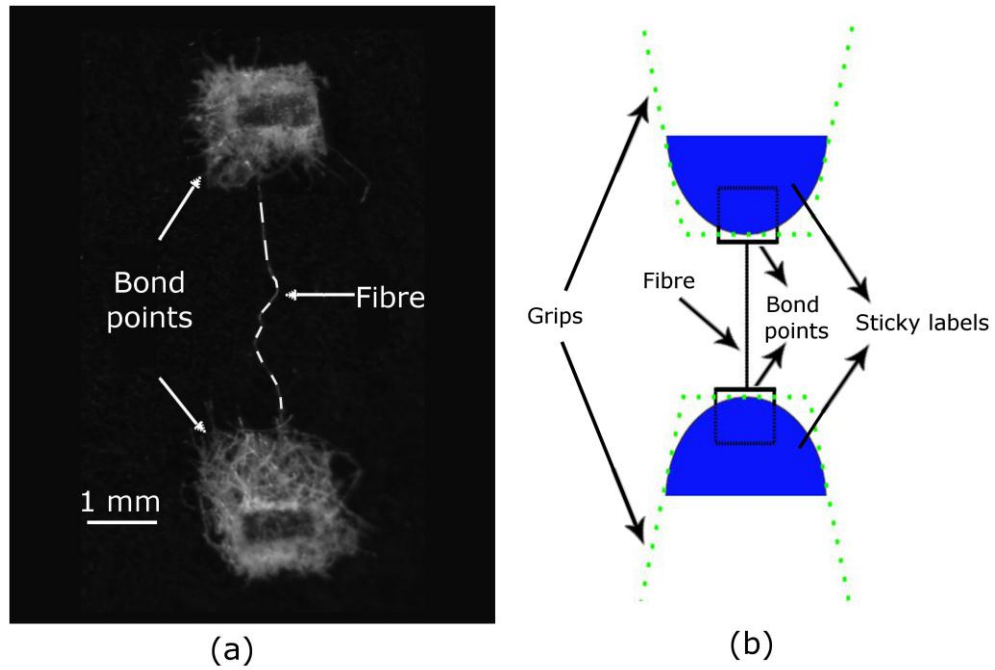 Bond
points
Fibre
1 mm
(a)
Grips
Fibre
Bond
points
Sticky labels
(b)